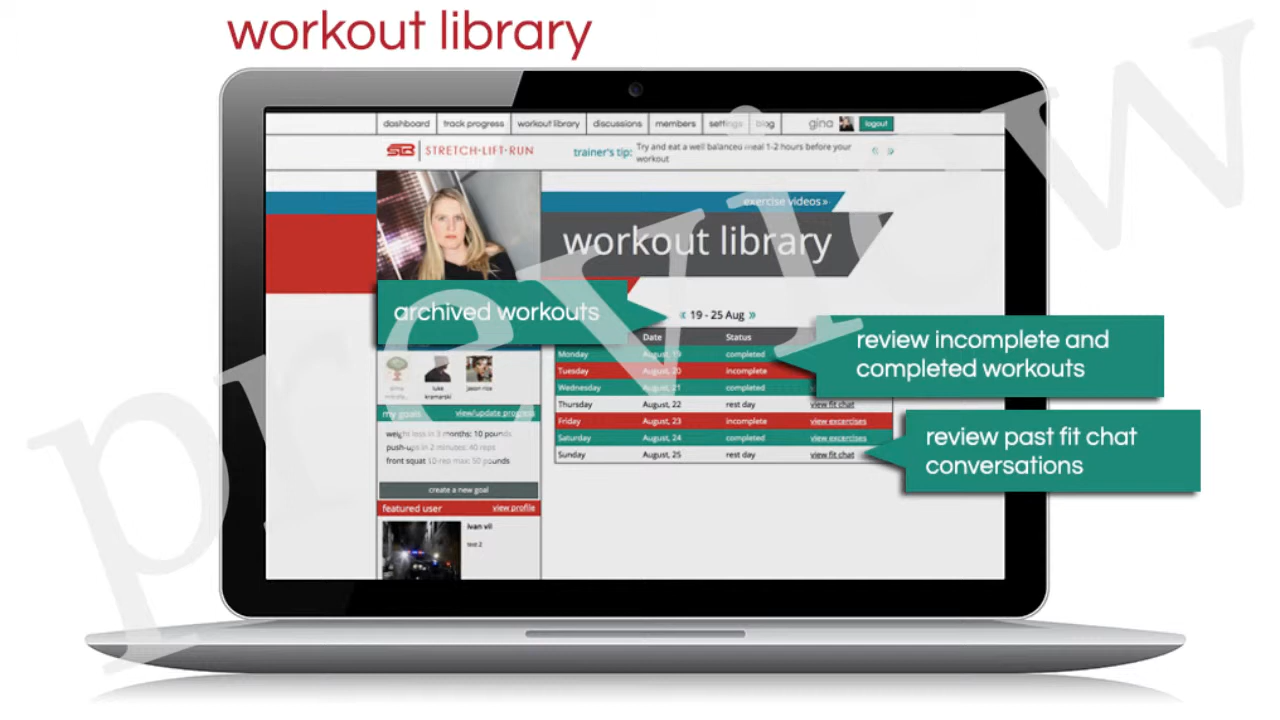 workout library
dashboard track progress workout library discussions members settings blog gina logout
SLR STRETCH·LIFT·RUN trainer's tip: Try and eat a well balanced meal 1-2 hours before your
workout
exercise videos »
workout library
archived workouts
« 19 - 25 Aug »
review incomplete and
completed workouts
Date Status
Monday August, 19 completed
Tuesday August, 20 incomplete
Wednesday August, 21 completed
Thursday August, 22 rest day view fit chat
Friday August, 23 incomplete view excercises
Saturday August, 24 completed view excercises
Sunday August, 25 rest day view fit chat
review past fit chat
conversations
luke
kramarski
jason rice
my goals view/update progress
weight loss in 3 months: 10 pounds
push-ups in 2 minutes: 40 reps
front squat 10-rep max: 50 pounds
create a new goal
featured user view profile
ivan vil
test 2
preview